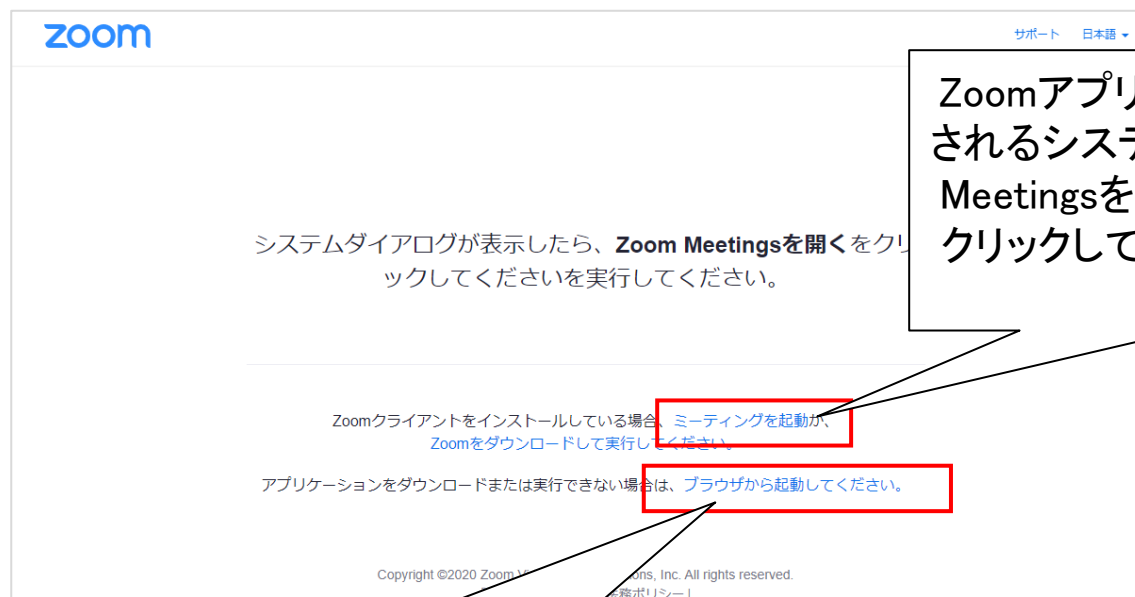 zoom
サポート 日本語
Zoomアプリ
されるシステ
Meetingsを
クリックして
システムダイアログが表示したら、Zoom Meetingsを開くをクリ
ックしてくださいを実行してください。
Zoomクライアントをインストールしている場合、ミーティングを起動か、
Zoomをダウンロードして実行してください。
アプリケーションをダウンロードまたは実行できない場合は、ブラウザから起動してください。
Copyright ©2020 Zoom ons, Inc. All rights reserved.
務ポリシー |